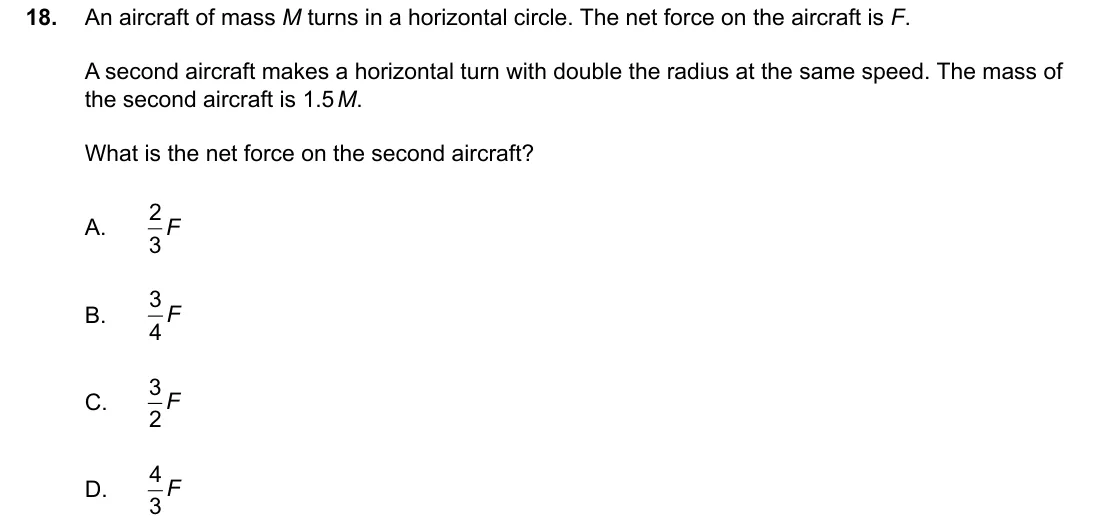 18. An aircraft of mass M turns in a horizontal circle. The net force on the aircraft is F.
A second aircraft makes a horizontal turn with double the radius at the same speed. The mass of
the second aircraft is 1.5 M.
What is the net force on the second aircraft?
A. 2/3 F
B. 3/4 F
C. 3/2 F
D. 4/3 F